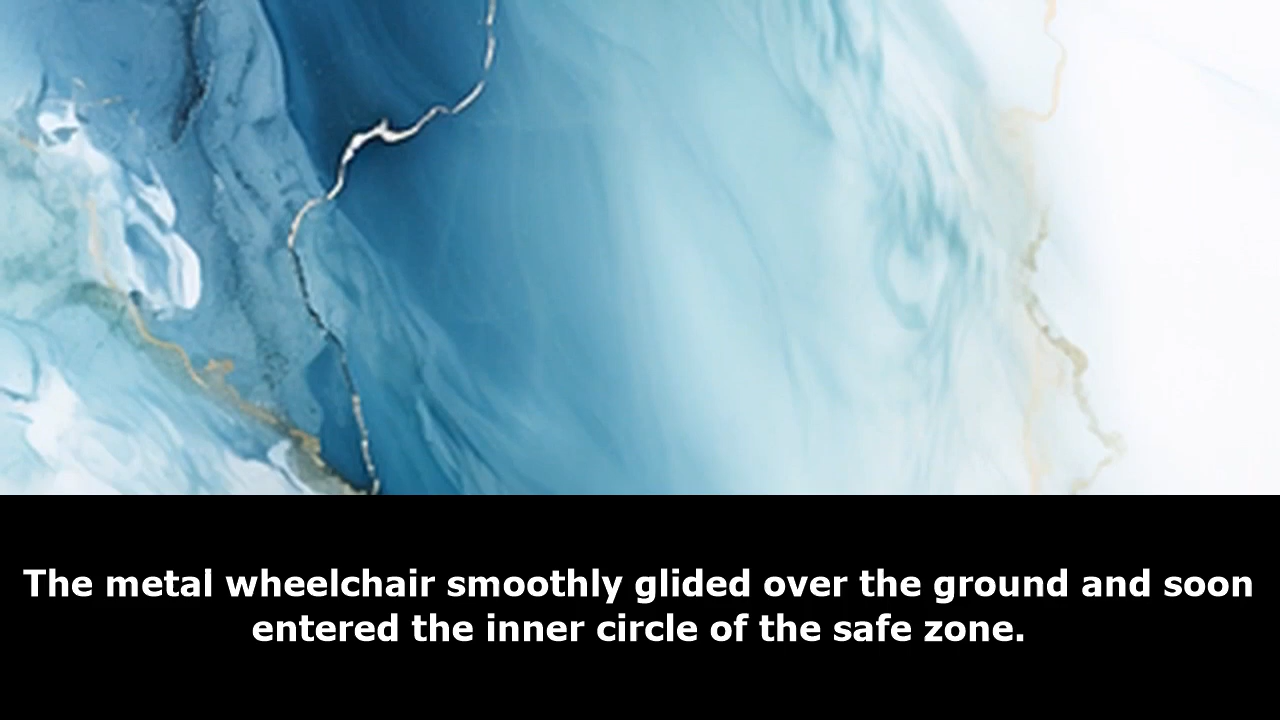 The metal wheelchair smoothly glided over the ground and soon
entered the inner circle of the safe zone.